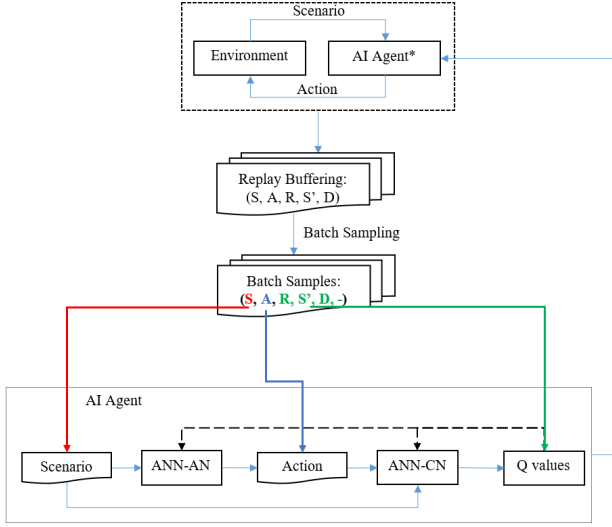 Scenario
Environment
AI Agent*
Action
Replay Buffering:
(S, A, R, S’, D)
Batch Sampling
Batch Samples:
(S, A, R, S’, D, -)
AI Agent
Scenario
ANN-AN
Action
ANN-CN
Q values